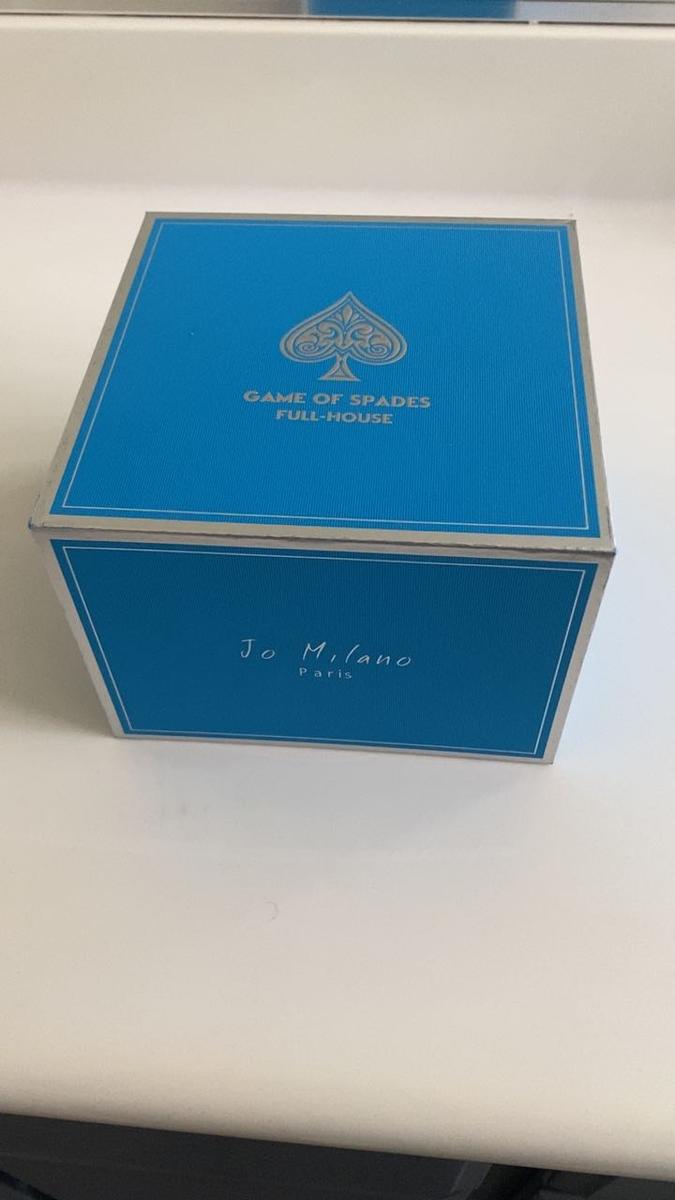 GAME OF SPADES
FULL-HOUSE
Jo Milano
Paris